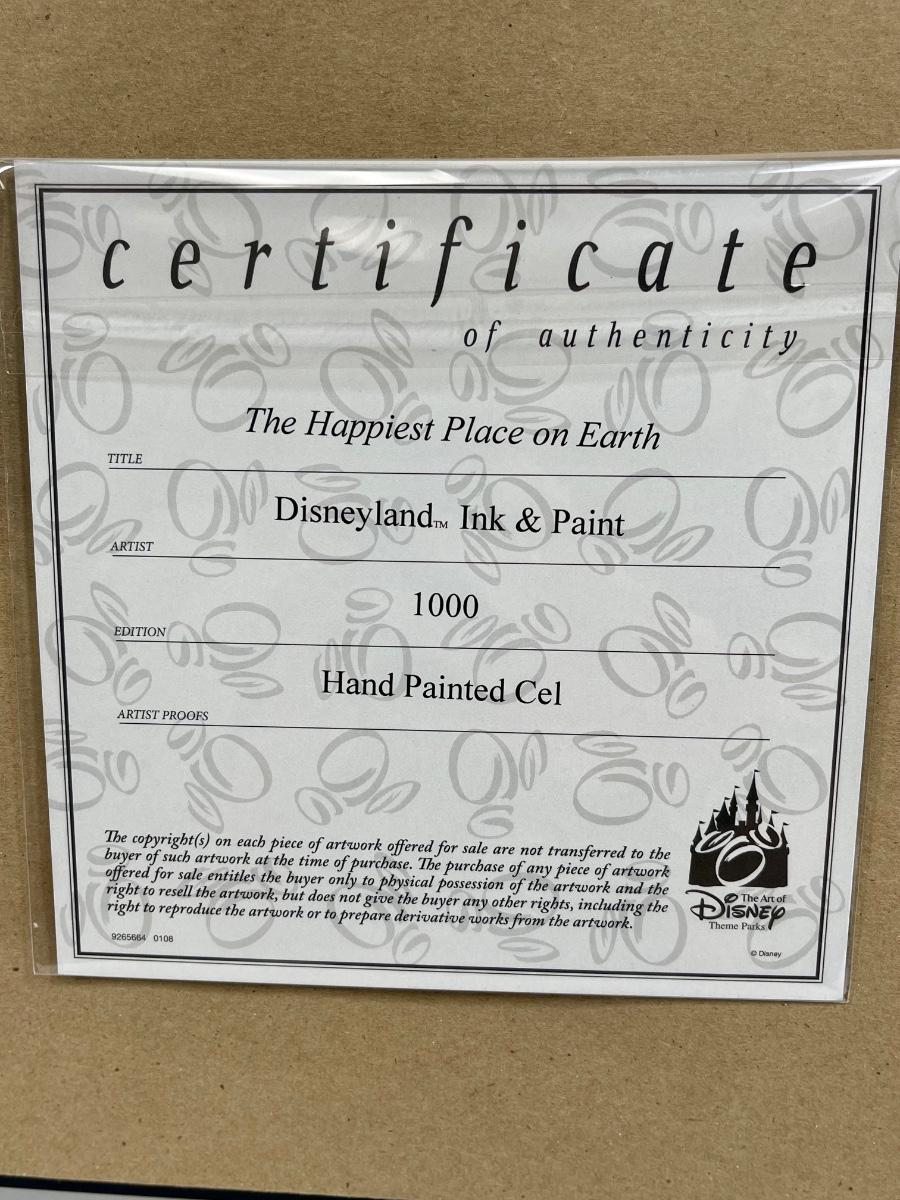 certificate
of authenticity
The Happiest Place on Earth
TITLE
Disneyland™ Ink & Paint
ARTIST
1000
EDITION
Hand Painted Cel
ARTIST PROOFS
The copyright(s) on each piece of artwork offered for sale are not transferred to the
buyer of such artwork at the time of purchase. The purchase of any piece of artwork
offered for sale entitles the buyer only to physical possession of the artwork and the
right to resell the artwork, but does not give the buyer any other rights, including the
right to reproduce the artwork or to prepare derivative works from the artwork.
9265664 0108
The Art of
Disney
Theme Parks
© Disney